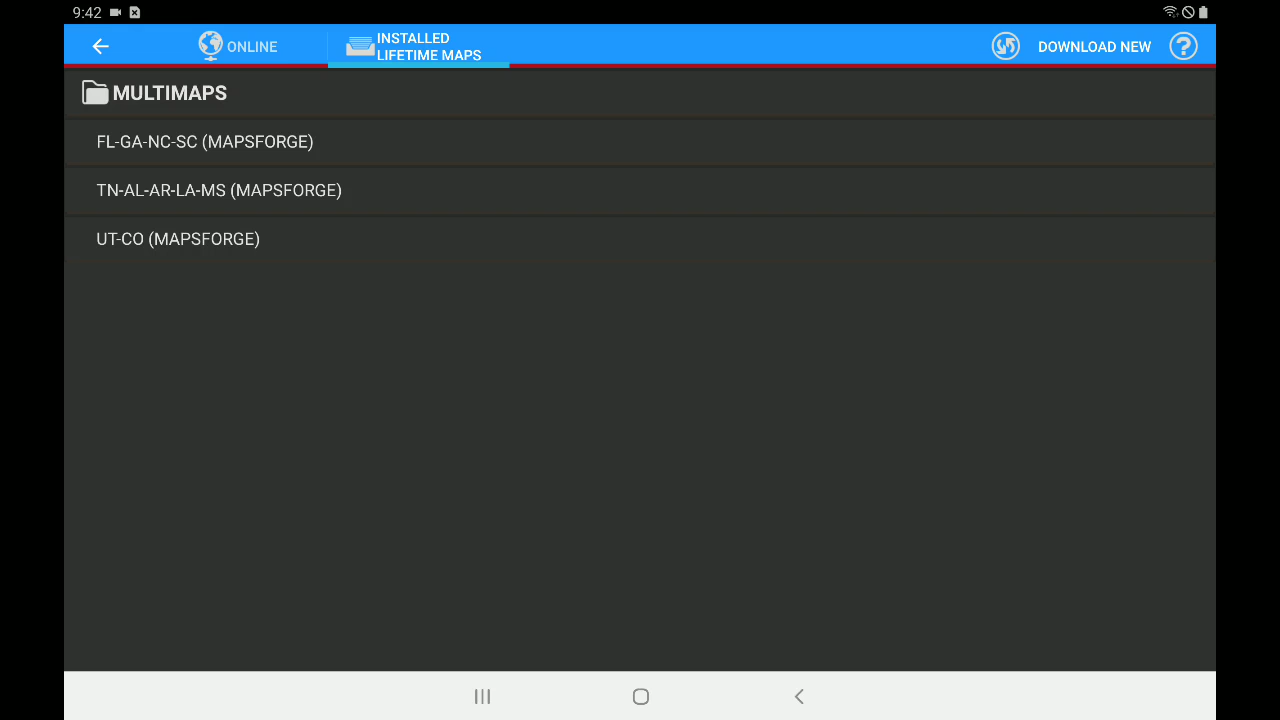 9:42
ONLINE
INSTALLED
LIFETIME MAPS
DOWNLOAD NEW
?
MULTIMAPS
FL-GA-NC-SC (MAPSFORGE)
TN-AL-AR-LA-MS (MAPSFORGE)
UT-CO (MAPSFORGE)